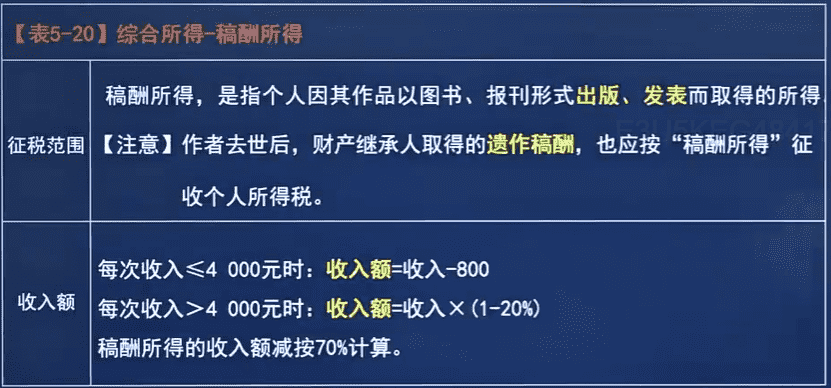 【表5-20】综合所得-稿酬所得
征税范围
稿酬所得，是指个人因其作品以图书、报刊形式出版、发表而取得的所得.
【注意】作者去世后，财产继承人取得的遗作稿酬，也应按“稿酬所得”征
收个人所得税。
收入额
每次收入≤4 000元时：收入额=收入-800
每次收入＞4 000元时：收入额=收入×(1-20%)
稿酬所得的收入额减按70%计算。